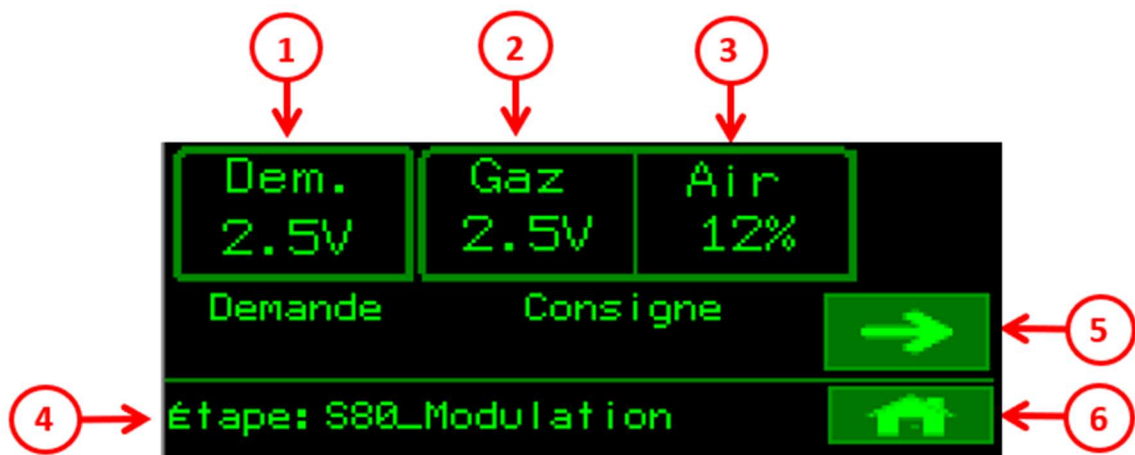 1 2 3
Dem. Gaz Air
2.5V 2.5V 12%
Demande Consigne
5
4 Étape: S80_Modulation 6